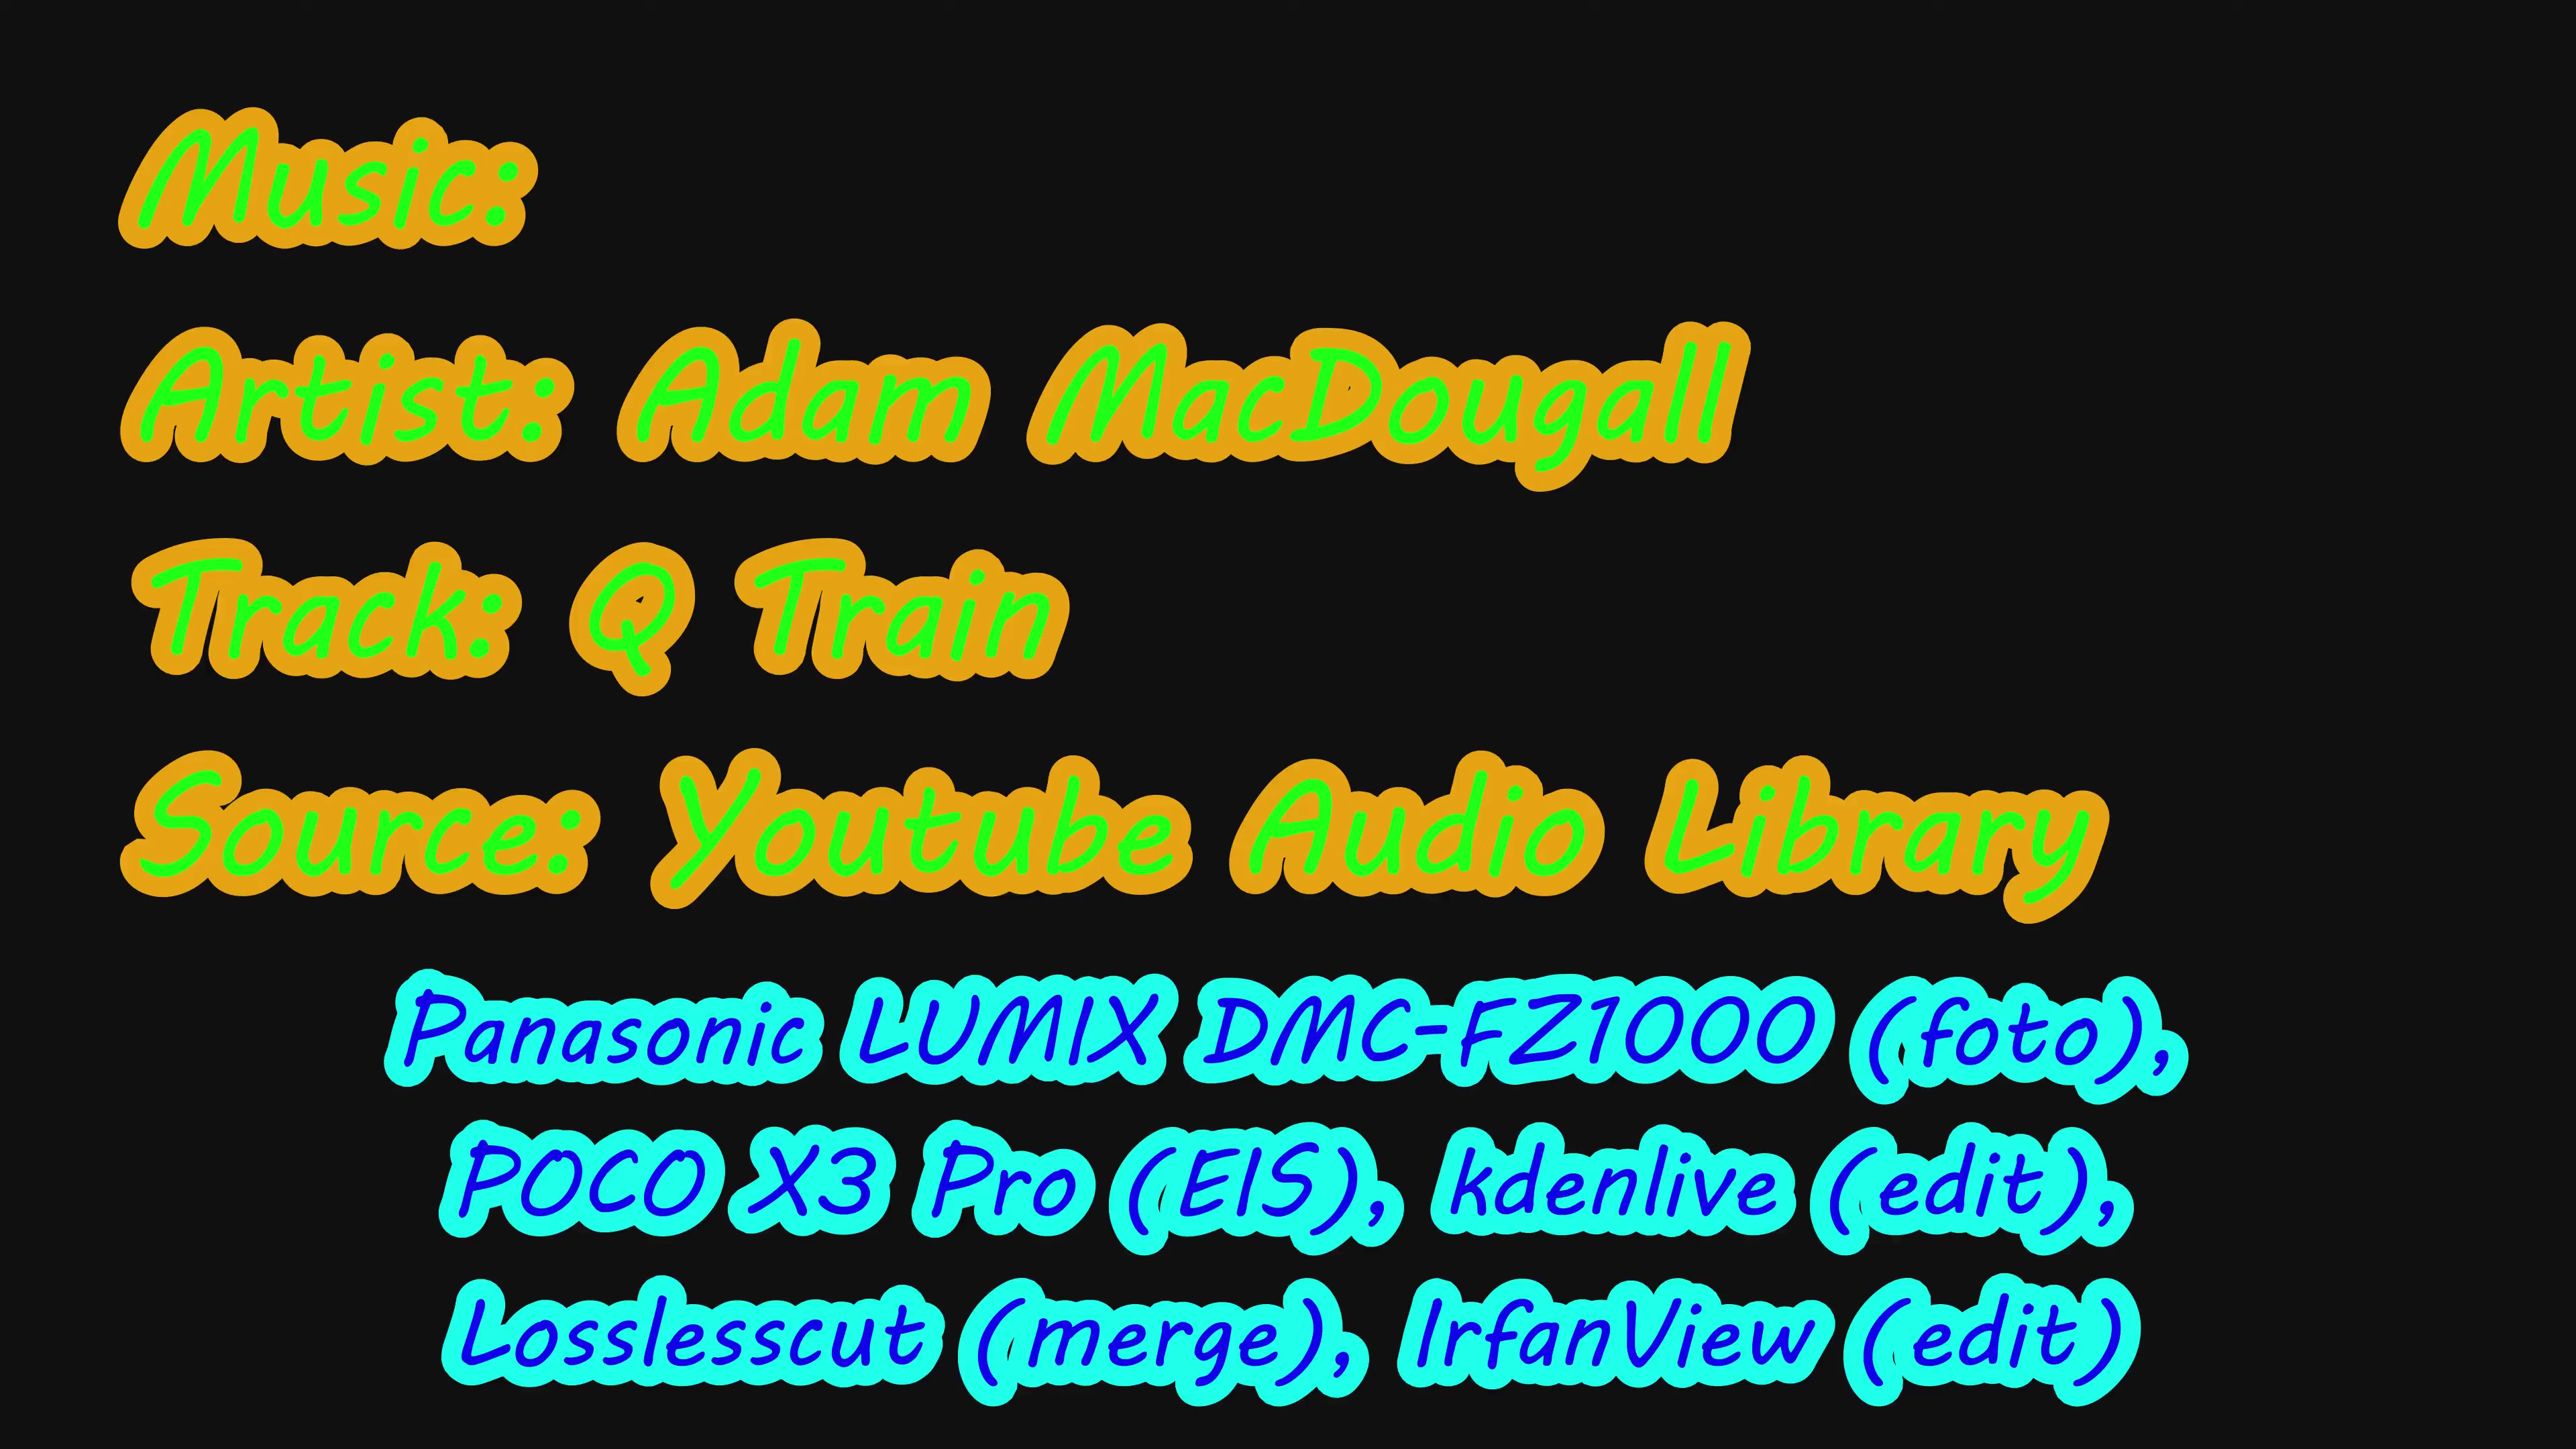 Music:
Artist: Adam MacDougall
Track: Q Train
Source: Youtube Audio Library
Panasonic LUMIX DMC-FZ1000 (foto),
POCO X3 Pro (EIS), kdenlive (edit),
Losslesscut (merge), IrfanView (edit)